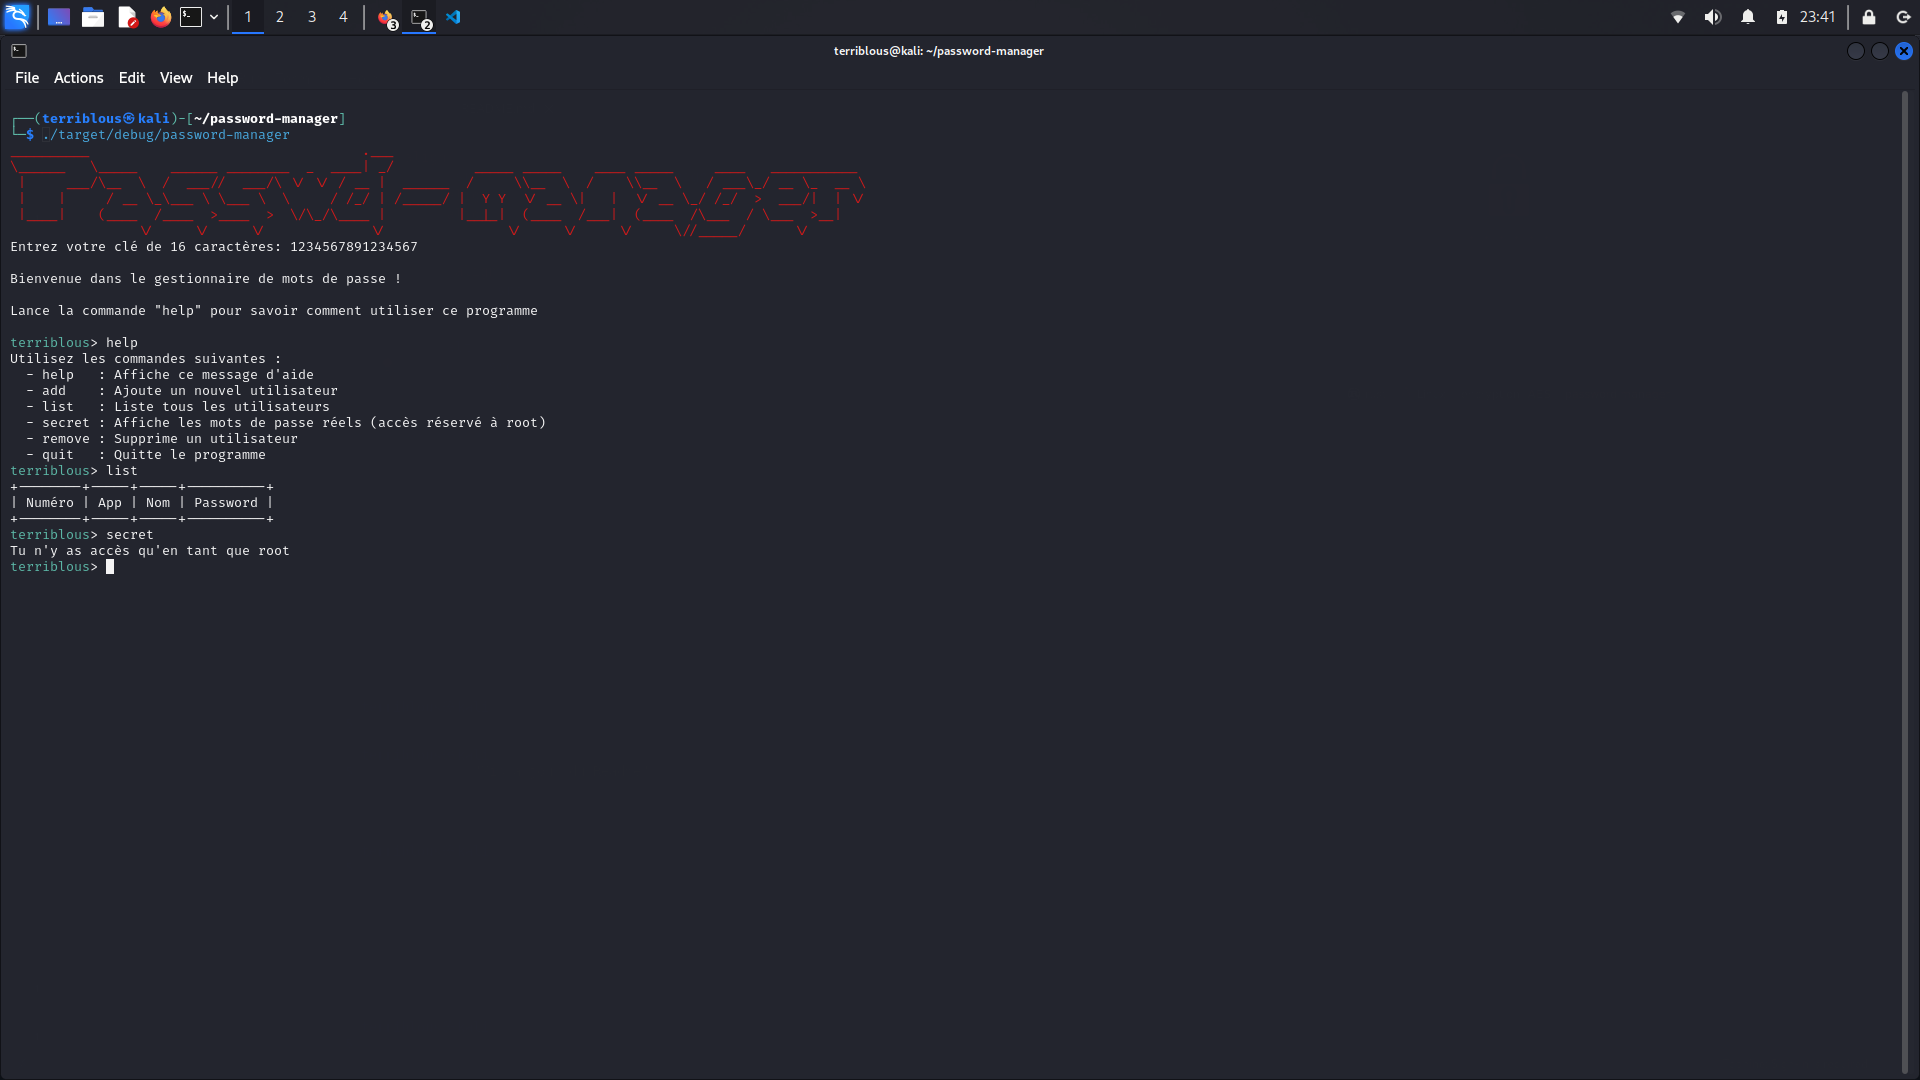 1 2 3 4 3 2 23:41
terriblous@kali: ~/password-manager
File Actions Edit View Help
┌──(terriblous㉿kali)-[~/password-manager]
└─$ ./target/debug/password-manager
Passwd-manager
Entrez votre clé de 16 caractères: 1234567891234567
Bienvenue dans le gestionnaire de mots de passe !
Lance la commande "help" pour savoir comment utiliser ce programme
terriblous> help
Utilisez les commandes suivantes :
- help : Affiche ce message d'aide
- add : Ajoute un nouvel utilisateur
- list : Liste tous les utilisateurs
- secret : Affiche les mots de passe réels (accès réservé à root)
- remove : Supprime un utilisateur
- quit : Quitte le programme
terriblous> list
+--------+-----+-----+----------+
| Numéro | App | Nom | Password |
+--------+-----+-----+----------+
terriblous> secret
Tu n'y as accès qu'en tant que root
terriblous>